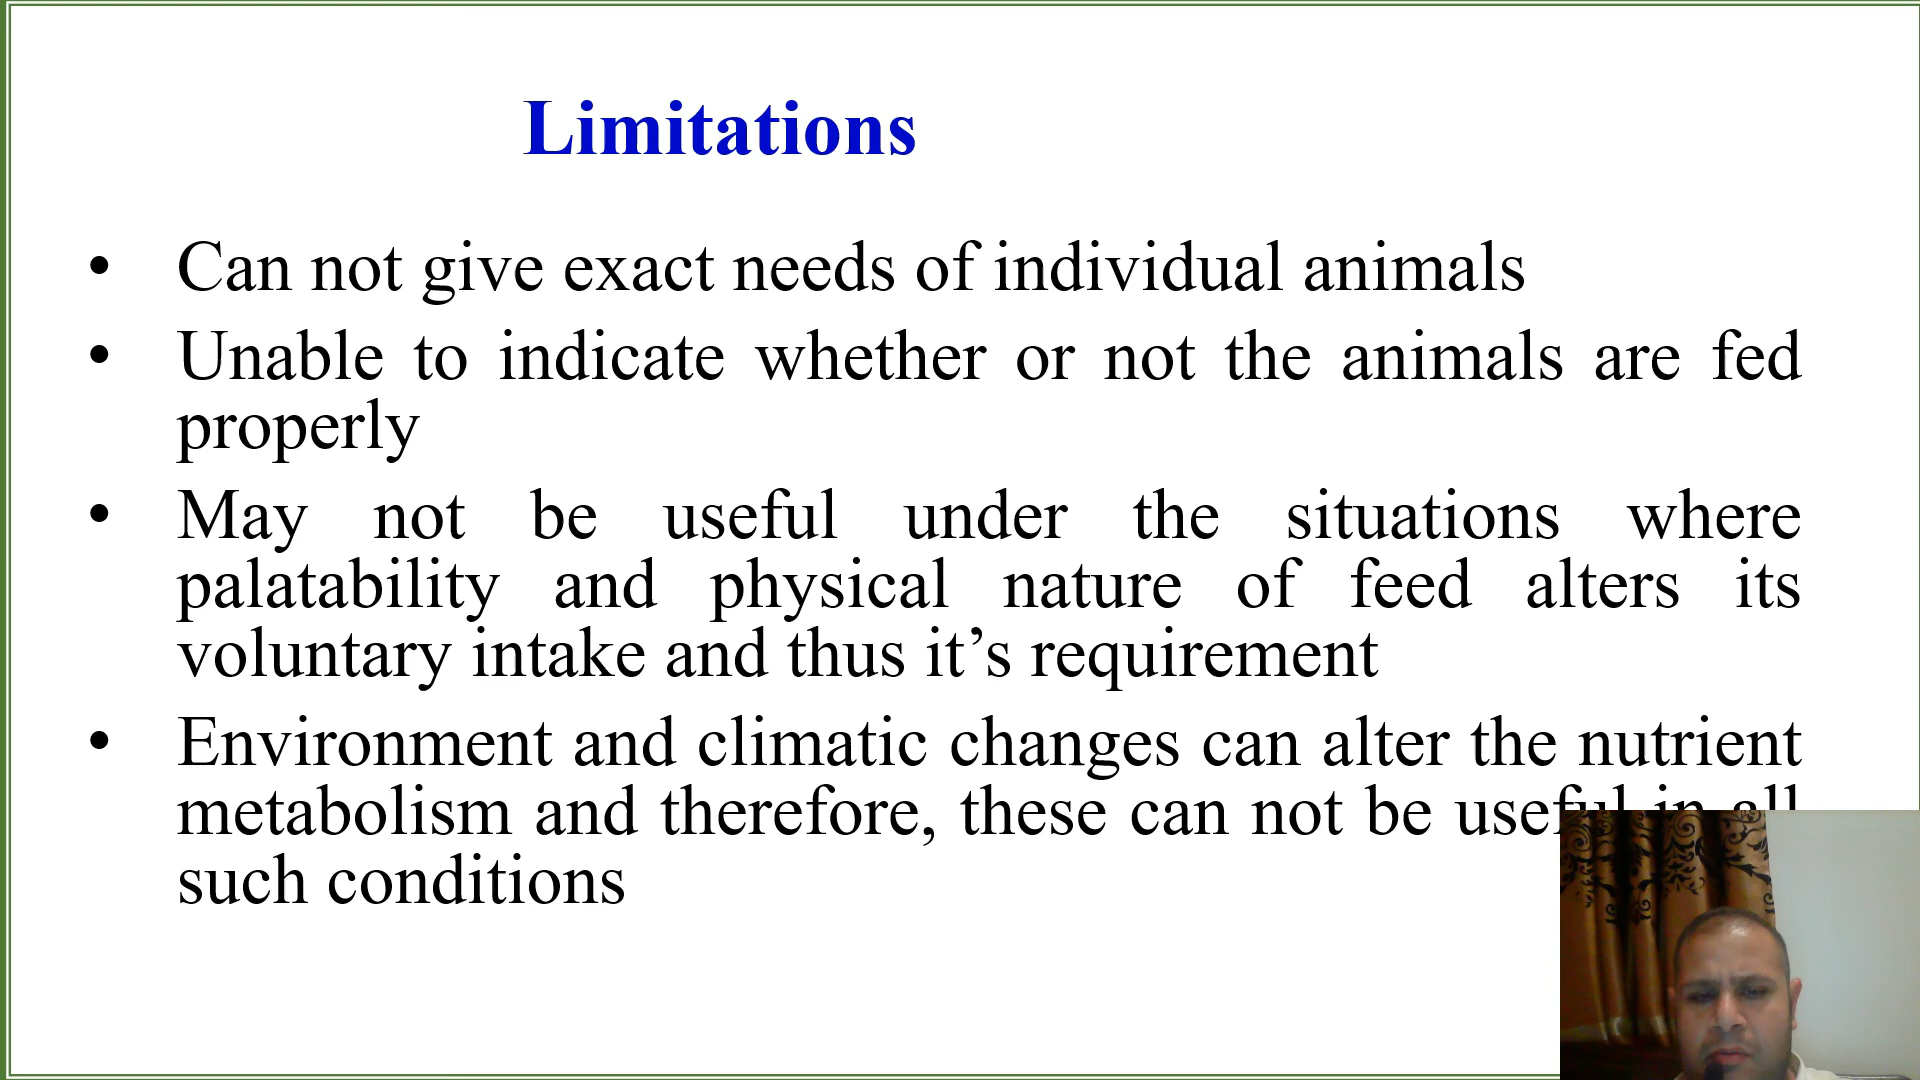 Limitations
• Can not give exact needs of individual animals
• Unable to indicate whether or not the animals are fed
properly
• May not be useful under the situations where
palatability and physical nature of feed alters its
voluntary intake and thus it’s requirement
• Environment and climatic changes can alter the nutrient
metabolism and therefore, these can not be useful in all
such conditions